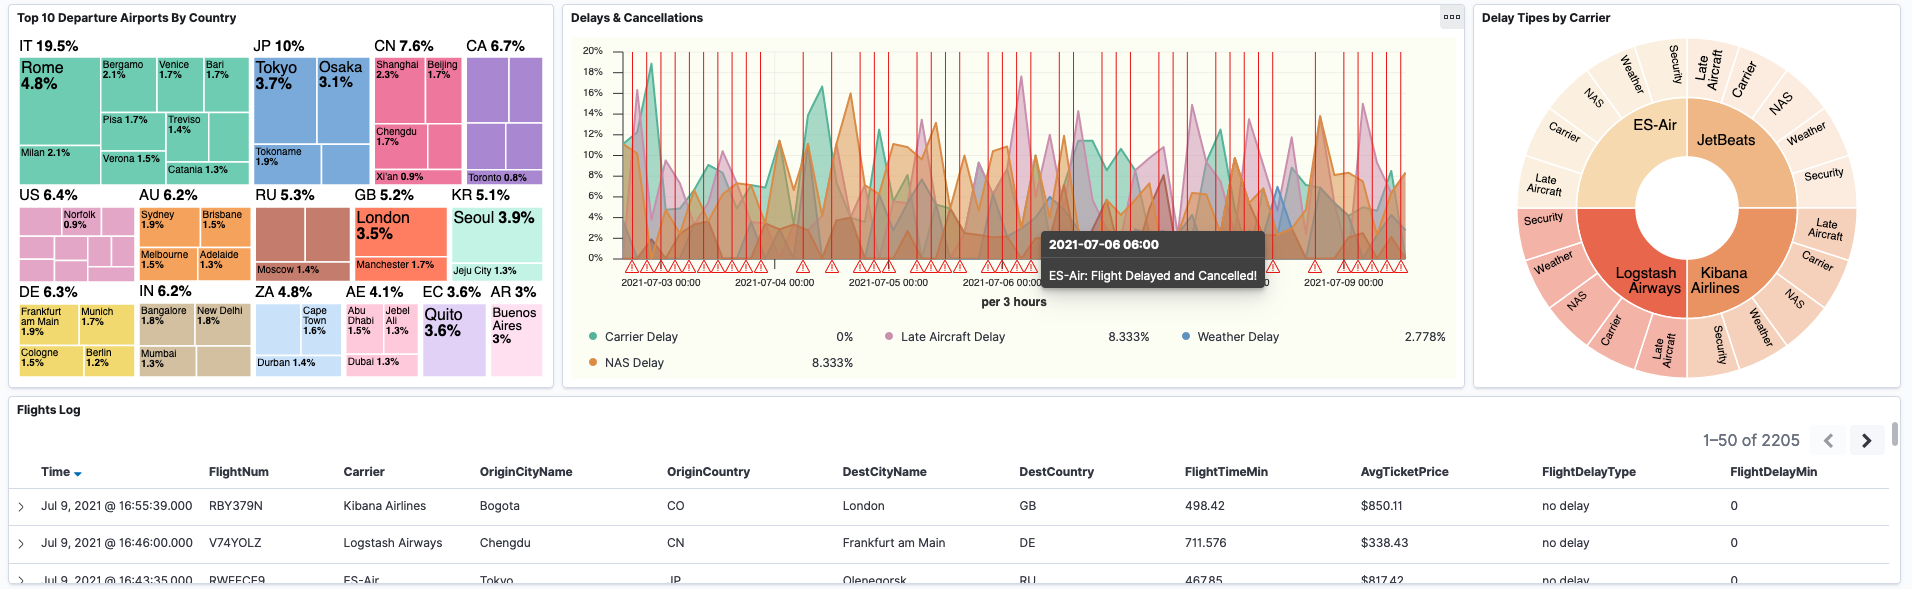 Top 10 Departure Airports By Country
IT 19.5%
Rome
4.8%
Milan 2.1%
Bergamo
2.1%
Venice
1.7%
Bari
1.7%
Pisa 1.7%
Verona 1.5%
Treviso
1.4%
Catania 1.3%
JP 10%
Tokyo
3.7%
Osaka
3.1%
Tokoname
1.9%
CN 7.6%
Shanghai
2.3%
Beijing
1.7%
Chengdu
1.7%
Xi'an 0.9%
CA 6.7%
Toronto 0.8%
US 6.4%
Norfolk
0.9%
AU 6.2%
Sydney
1.9%
Brisbane
1.5%
Melbourne
1.5%
Adelaide
1.3%
RU 5.3%
Moscow 1.4%
GB 5.2%
London
3.5%
Manchester 1.7%
KR 5.1%
Seoul 3.9%
Jeju City 1.3%
DE 6.3%
Frankfurt
am Main
1.9%
Munich
1.7%
Cologne
1.5%
Berlin
1.2%
IN 6.2%
Bangalore
1.8%
New Delhi
1.8%
Mumbai
1.3%
ZA 4.8%
Cape
Town
1.6%
Durban 1.4%
AE 4.1%
Abu
Dhabi
1.5%
Jebel
Ali
1.3%
Dubai 1.3%
EC 3.6%
Quito
3.6%
AR 3%
Buenos
Aires
3%
Delays & Cancellations
20%
18%
16%
14%
12%
10%
8%
6%
4%
2%
0%
2021-07-03 00:00
2021-07-04 00:00
2021-07-05 00:00
2021-07-06 00:00
2021-07-09 00:00
per 3 hours
2021-07-06 06:00
ES-Air: Flight Delayed and Cancelled!
Carrier Delay 0%
Late Aircraft Delay 8.333%
Weather Delay 2.778%
NAS Delay 8.333%
Delay Tipes by Carrier
JetBeats
Late
Aircraft
Carrier
NAS
Weather
Security
Kibana
Airlines
Late
Aircraft
Carrier
NAS
Weather
Security
Logstash
Airways
Late
Aircraft
Carrier
NAS
Weather
Security
ES-Air
Late
Aircraft
Carrier
NAS
Weather
Security
Flights Log
1–50 of 2205
Time FlightNum Carrier OriginCityName OriginCountry DestCityName DestCountry FlightTimeMin AvgTicketPrice FlightDelayType FlightDelayMin
Jul 9, 2021 @ 16:55:39.000 RBY379N Kibana Airlines Bogota CO London GB 498.42 $850.11 no delay 0
Jul 9, 2021 @ 16:46:00.000 V74YOLZ Logstash Airways Chengdu CN Frankfurt am Main DE 711.576 $338.43 no delay 0
Jul 9, 2021 @ 16:43:35.000 ES-Air Tokyo JP Olenegorsk RU 467.85 $817.42 no delay 0